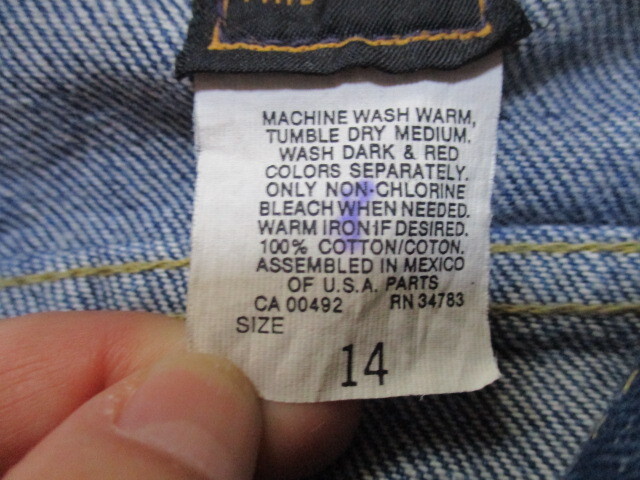 MACHINE WASH WARM,
TUMBLE DRY MEDIUM.
WASH DARK & RED
COLORS SEPARATELY.
ONLY NON-CHLORINE
BLEACH WHEN NEEDED.
WARM IRON IF DESIRED.
100% COTTON/COTON.
ASSEMBLED IN MEXICO
OF U.S.A. PARTS
CA 00492 RN 34783
SIZE
14